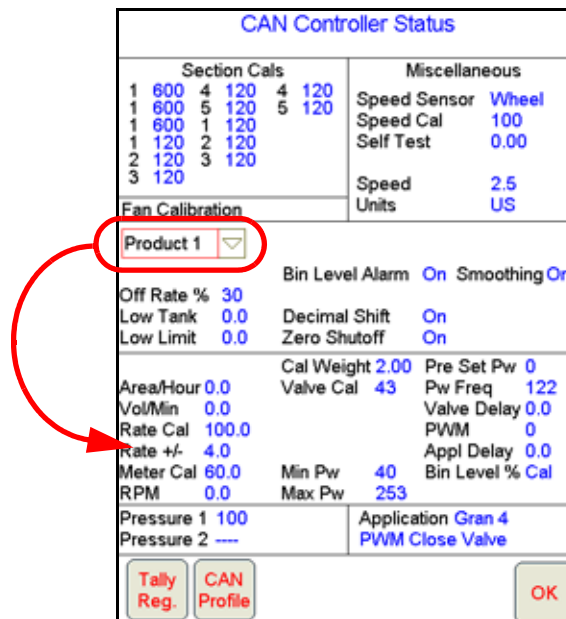 CAN Controller Status
Section Cals
1 600 4 120 4 120
1 600 5 120 5 120
1 600 1 120
1 120 2 120
2 120 3 120
3 120
Fan Calibration
Miscellaneous
Speed Sensor Wheel
Speed Cal 100
Self Test 0.00
Speed 2.5
Units US
Product 1
Bin Level Alarm On Smoothing On
Off Rate % 30
Low Tank 0.0 Decimal Shift On
Low Limit 0.0 Zero Shutoff On
Cal Weight 2.00 Pre Set Pw 0
Area/Hour 0.0 Valve Cal 43 Pw Freq 122
Vol/Min 0.0 Valve Delay 0.0
Rate Cal 100.0 PWM 0
Rate +/- 4.0 Appl Delay 0.0
Meter Cal 60.0 Min Pw 40 Bin Level % Cal
RPM 0.0 Max Pw 253
Pressure 1 100
Pressure 2 ----
Application Gran 4
PWM Close Valve
Tally Reg.
CAN Profile
OK